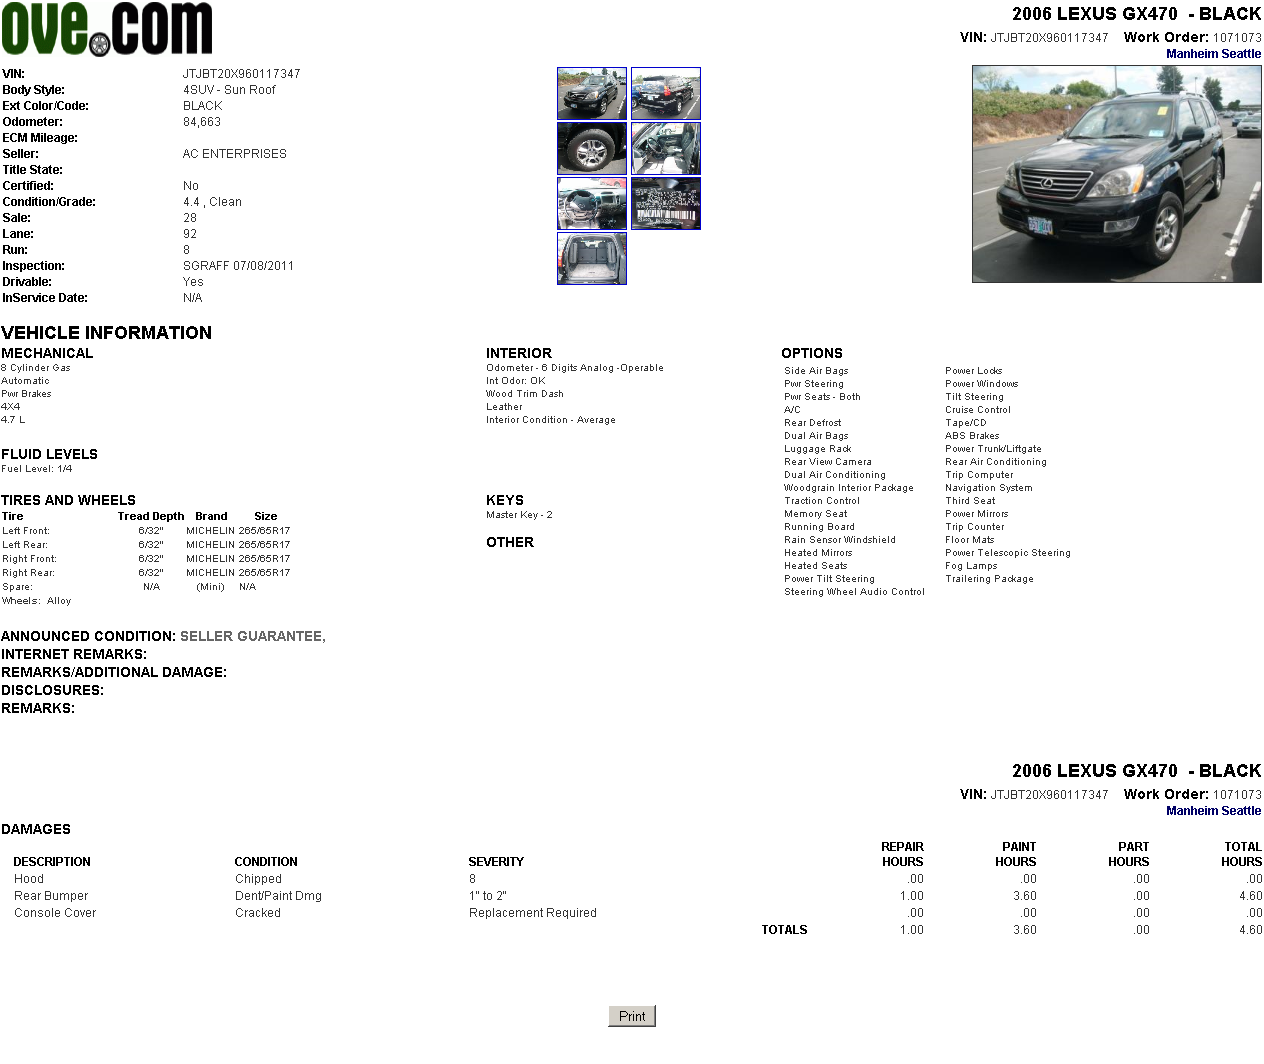 ove.com
2006 LEXUS GX470 - BLACK
VIN: JTJBT20X960117347 Work Order: 1071073
Manheim Seattle
VIN: JTJBT20X960117347
Body Style: 4SUV - Sun Roof
Ext Color/Code: BLACK
Odometer: 84,663
ECM Mileage:
Seller: AC ENTERPRISES
Title State:
Certified: No
Condition/Grade: 4.4 , Clean
Sale: 28
Lane: 92
Run: 8
Inspection: SGRAFF 07/08/2011
Drivable: Yes
InService Date: N/A
VEHICLE INFORMATION
MECHANICAL
8 Cylinder Gas
Automatic
Pwr Brakes
4X4
4.7 L
FLUID LEVELS
Fuel Level: 1/4
TIRES AND WHEELS
Tire Tread Depth Brand Size
Left Front: 6/32" MICHELIN 265/65R17
Left Rear: 6/32" MICHELIN 265/65R17
Right Front: 6/32" MICHELIN 265/65R17
Right Rear: 6/32" MICHELIN 265/65R17
Spare: N/A (Mini) N/A
Wheels: Alloy
INTERIOR
Odometer - 6 Digits Analog -Operable
Int Odor: OK
Wood Trim Dash
Leather
Interior Condition - Average
KEYS
Master Key - 2
OTHER
OPTIONS
Side Air Bags
Pwr Steering
Pwr Seats - Both
A/C
Rear Defrost
Dual Air Bags
Luggage Rack
Rear View Camera
Dual Air Conditioning
Woodgrain Interior Package
Traction Control
Memory Seat
Running Board
Rain Sensor Windshield
Heated Mirrors
Heated Seats
Power Tilt Steering
Steering Wheel Audio Control
Power Locks
Power Windows
Tilt Steering
Cruise Control
Tape/CD
ABS Brakes
Power Trunk/Liftgate
Rear Air Conditioning
Trip Computer
Navigation System
Third Seat
Power Mirrors
Trip Counter
Floor Mats
Power Telescopic Steering
Fog Lamps
Trailering Package
ANNOUNCED CONDITION: SELLER GUARANTEE,
INTERNET REMARKS:
REMARKS/ADDITIONAL DAMAGE:
DISCLOSURES:
REMARKS:
2006 LEXUS GX470 - BLACK
VIN: JTJBT20X960117347 Work Order: 1071073
Manheim Seattle
DAMAGES
DESCRIPTION CONDITION SEVERITY REPAIR HOURS PAINT HOURS PART HOURS TOTAL HOURS
Hood Chipped 8 .00 .00 .00 .00
Rear Bumper Dent/Paint Dmg 1" to 2" 1.00 3.60 .00 4.60
Console Cover Cracked Replacement Required .00 .00 .00 .00
TOTALS 1.00 3.60 .00 4.60
Print